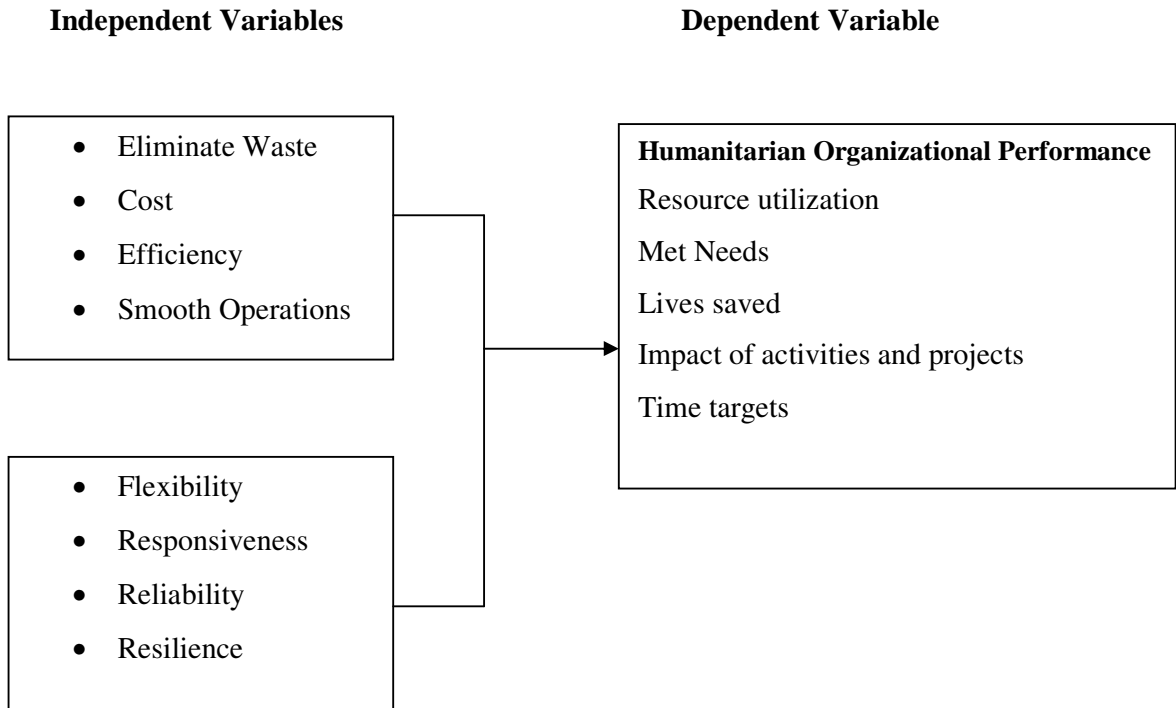 Independent Variables
Dependent Variable
• Eliminate Waste
• Cost
• Efficiency
• Smooth Operations
• Flexibility
• Responsiveness
• Reliability
• Resilience
Humanitarian Organizational Performance
Resource utilization
Met Needs
Lives saved
Impact of activities and projects
Time targets